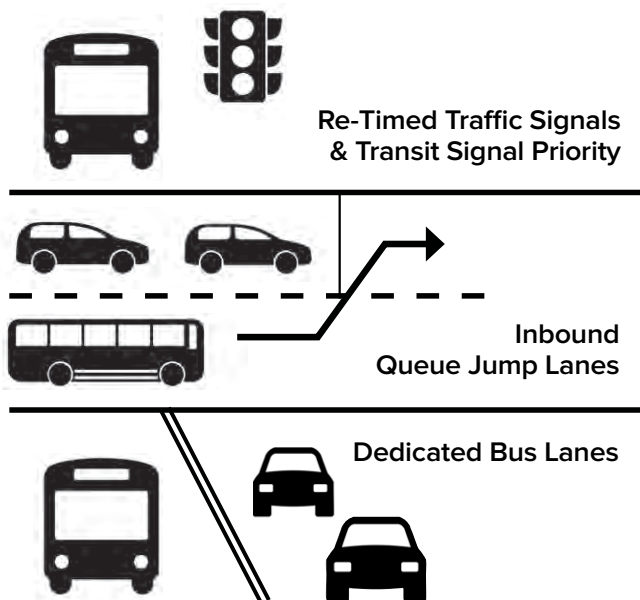 Re-Timed Traffic Signals
& Transit Signal Priority
Inbound
Queue Jump Lanes
Dedicated Bus Lanes